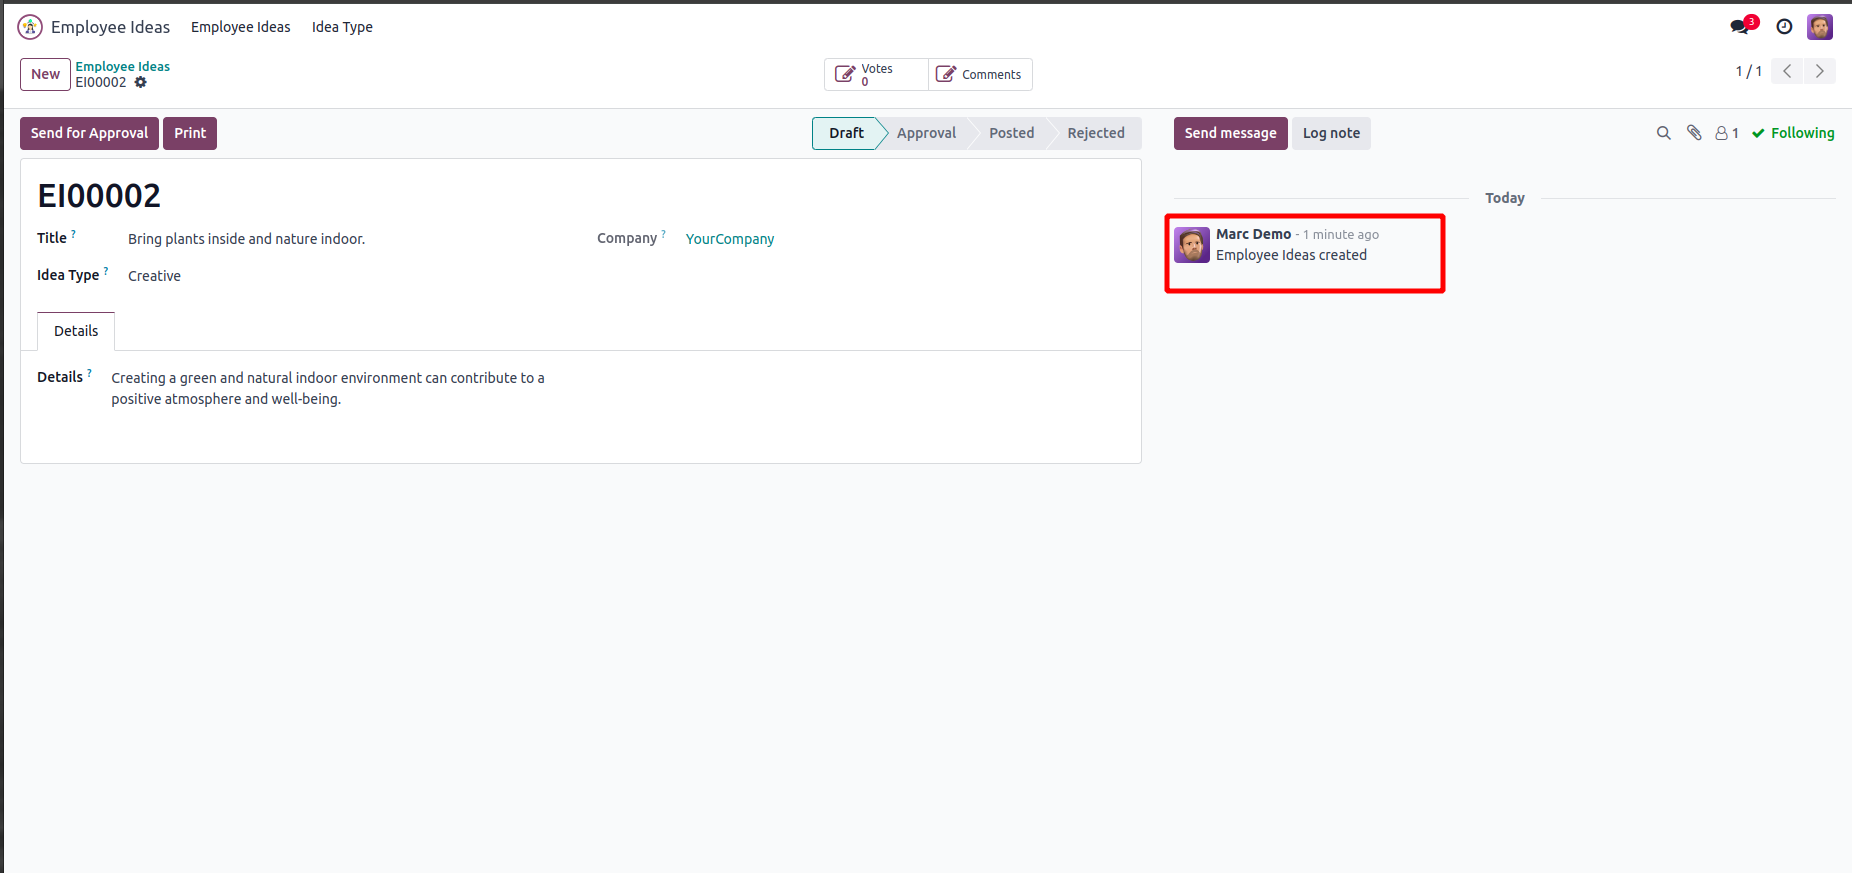 Employee Ideas Employee Ideas Idea Type 3
New Employee Ideas
EI00002
Votes
0
Comments
1 / 1
Send for Approval Print
Draft Approval Posted Rejected
Send message Log note 1 Following
EI00002
Title ? Bring plants inside and nature indoor.
Company ? YourCompany
Idea Type ? Creative
Details
Details ? Creating a green and natural indoor environment can contribute to a
positive atmosphere and well-being.
Today
Marc Demo - 1 minute ago
Employee Ideas created